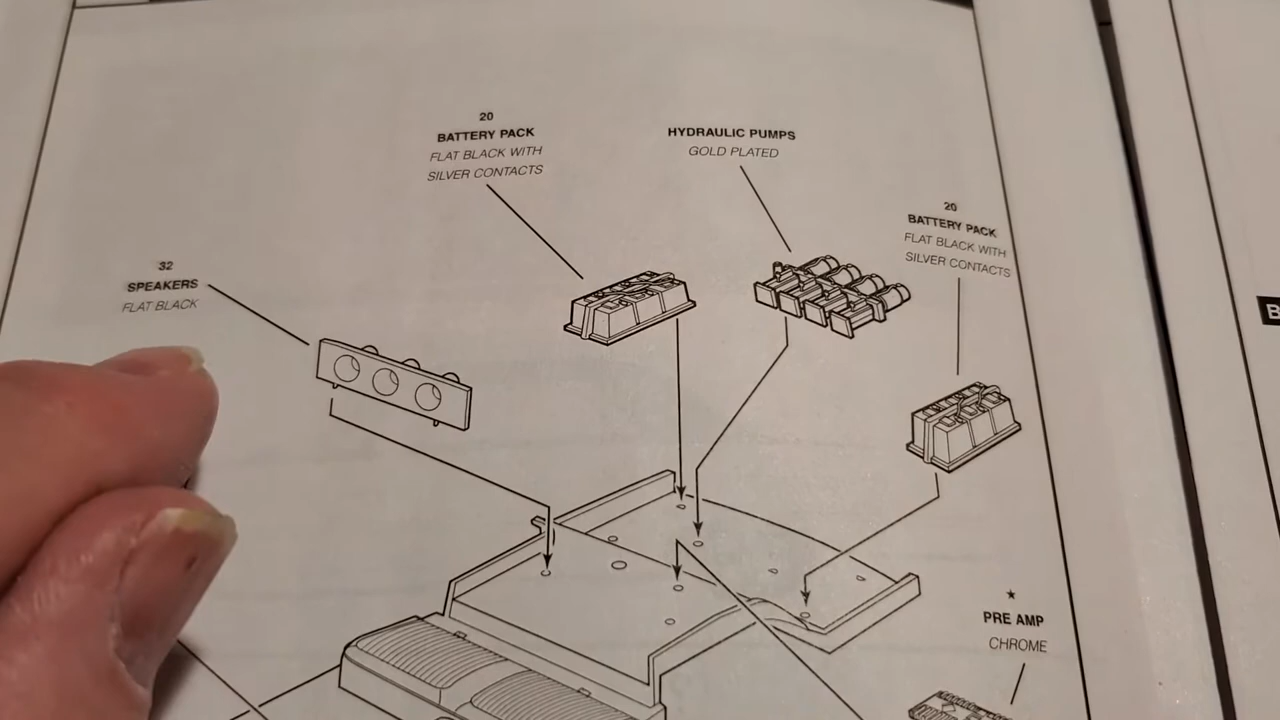 20
BATTERY PACK
FLAT BLACK WITH
SILVER CONTACTS
HYDRAULIC PUMPS
GOLD PLATED
20
BATTERY PACK
FLAT BLACK WITH
SILVER CONTACTS
32
SPEAKERS
FLAT BLACK
★
PRE AMP
CHROME
B